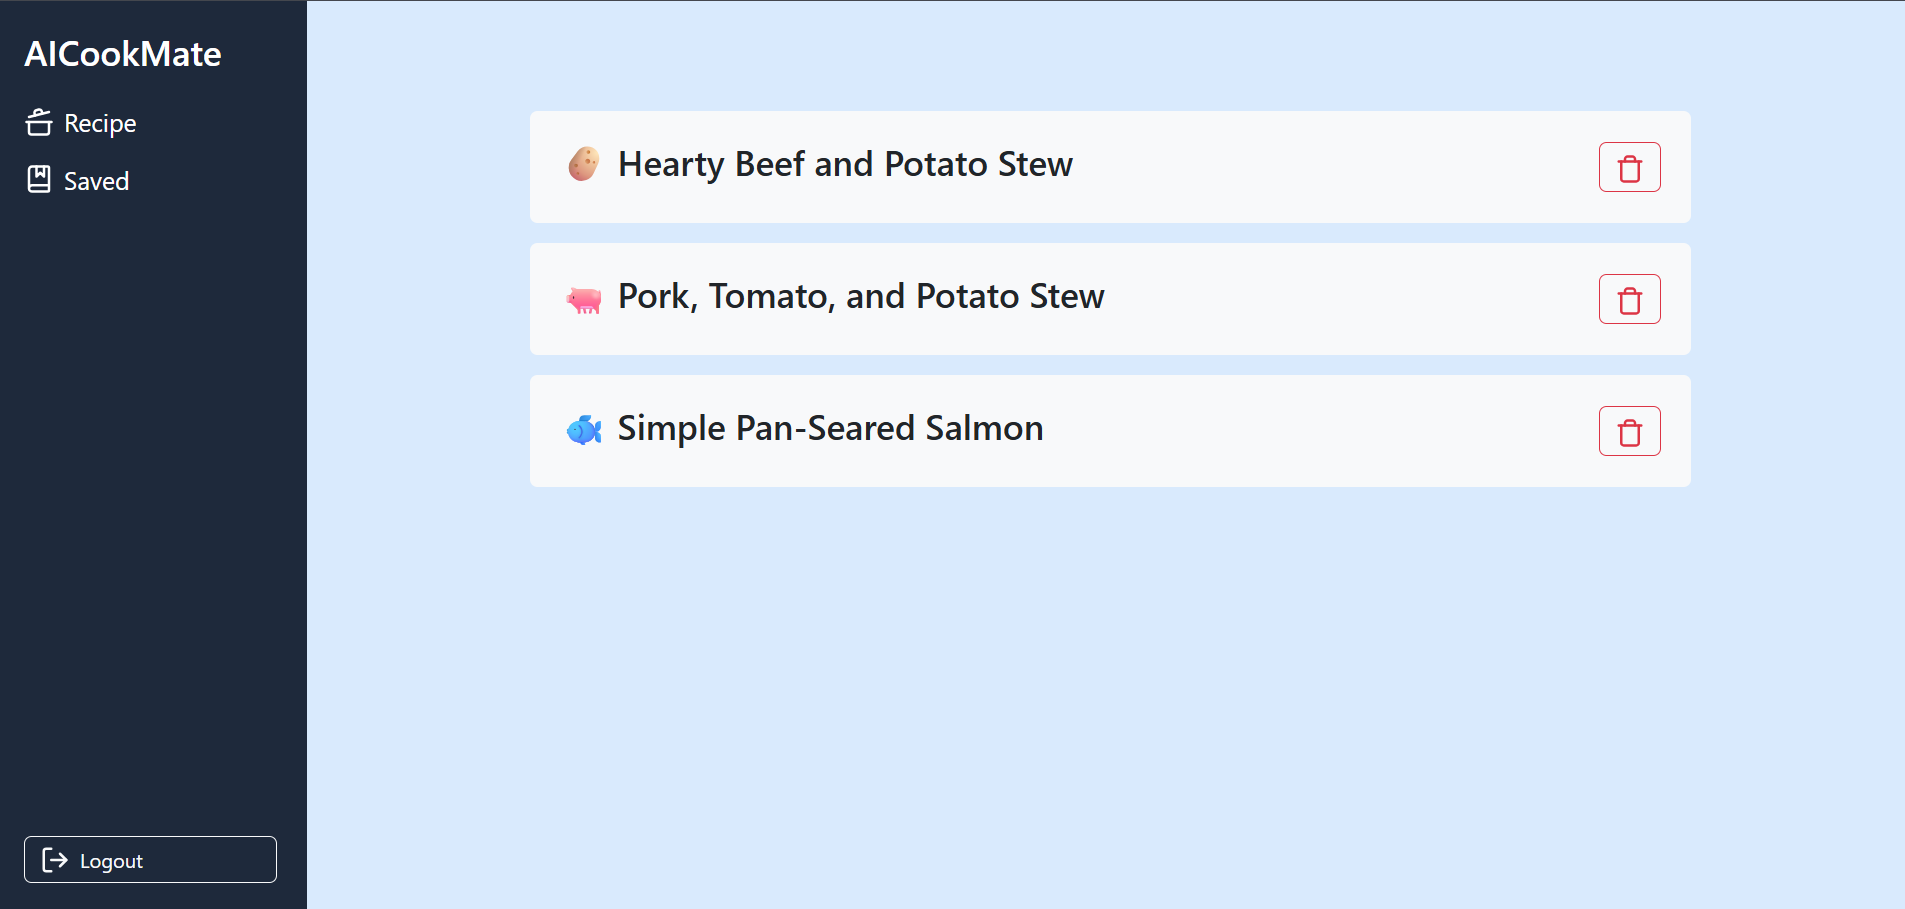 AICookMate
Recipe
Saved
Hearty Beef and Potato Stew
Pork, Tomato, and Potato Stew
Simple Pan-Seared Salmon
Logout